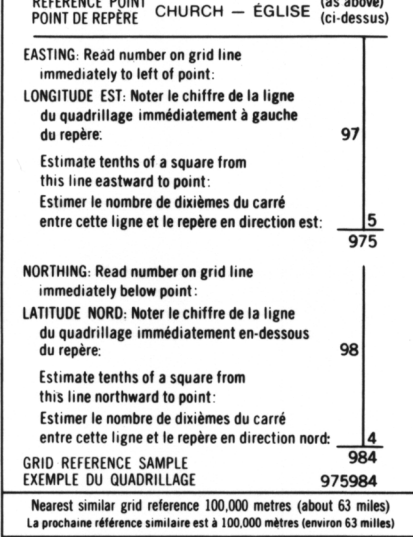 REFERENCE POINT
POINT DE REPÈRE CHURCH — ÉGLISE (as above)
(ci-dessus)
EASTING: Read number on grid line
immediately to left of point:
LONGITUDE EST: Noter le chiffre de la ligne
du quadrillage immédiatement à gauche
du repère: 97
Estimate tenths of a square from
this line eastward to point:
Estimer le nombre de dixièmes du carré
entre cette ligne et le repère en direction est: 5
975
NORTHING: Read number on grid line
immediately below point:
LATITUDE NORD: Noter le chiffre de la ligne
du quadrillage immédiatement en-dessous
du repère: 98
Estimate tenths of a square from
this line northward to point:
Estimer le nombre de dixièmes du carré
entre cette ligne et le repère en direction nord: 4
GRID REFERENCE SAMPLE 984
EXEMPLE DU QUADRILLAGE 975984
Nearest similar grid reference 100,000 metres (about 63 miles)
La prochaine référence similaire est à 100,000 mètres (environ 63 milles)